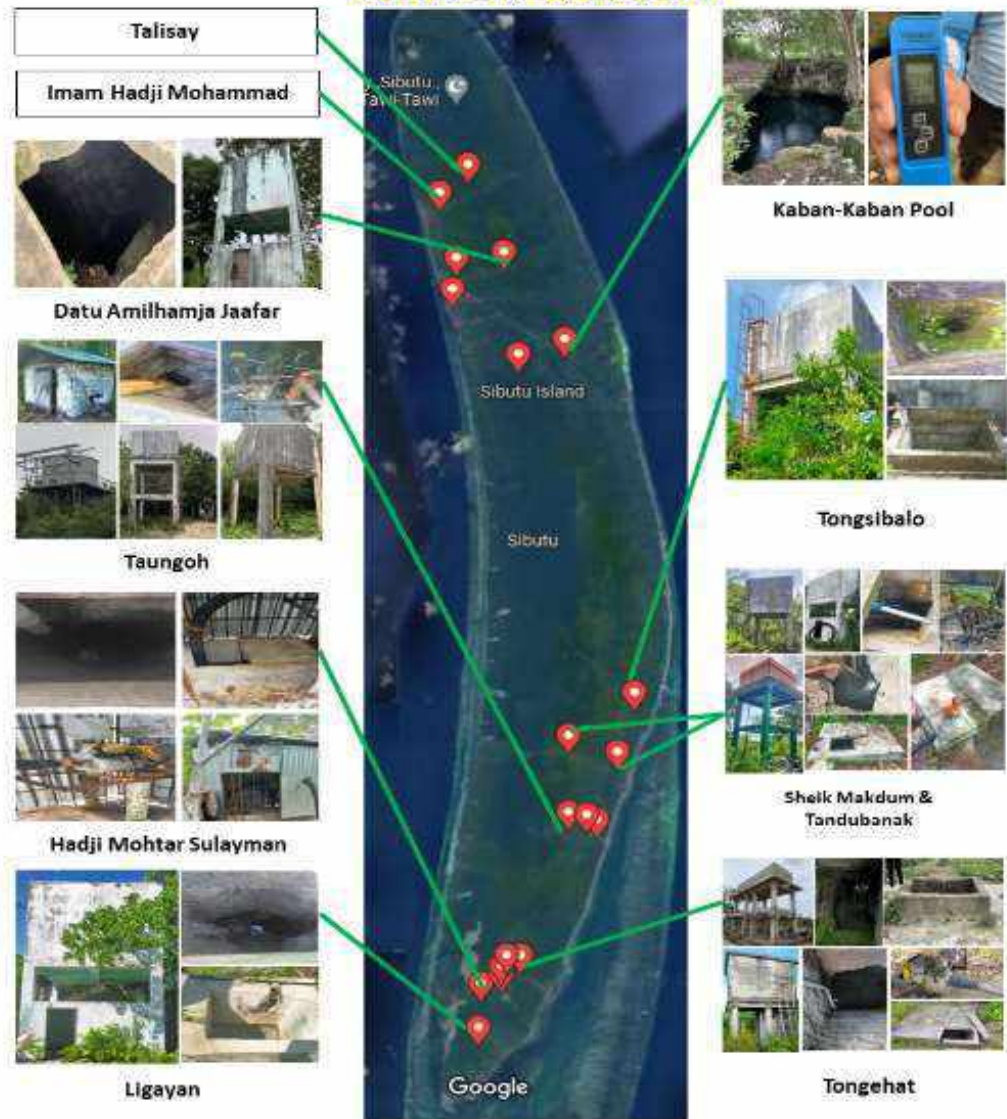 Talisay
Imam Hadji Mohammad
Datu Amilhamja Jaafar
Taungoh
Hadji Mohtar Sulayman
Ligayan
Sibutu
Tawi-Tawi
Sibutu Island
Sibutu
Google
Kaban-Kaban Pool
Tongsibalo
Sheik Makdum &
Tandubanak
Tongehat